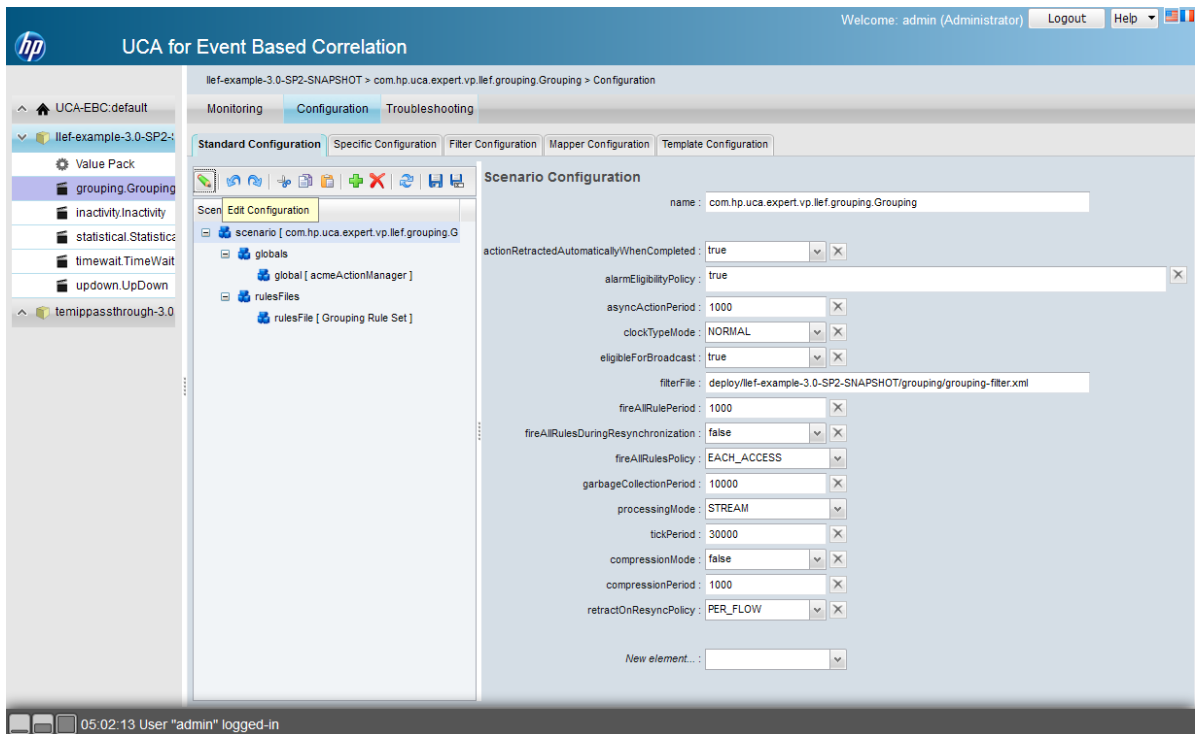 Welcome: admin (Administrator) Logout Help
hp UCA for Event Based Correlation
llef-example-3.0-SP2-SNAPSHOT > com.hp.uca.expert.vp.llef.grouping.Grouping > Configuration
UCA-EBC:default
llef-example-3.0-SP2-S
Value Pack
grouping.Grouping
inactivity.Inactivity
statistical.Statistica
timewait.TimeWait
updown.UpDown
temippassthrough-3.0
Monitoring Configuration Troubleshooting
Standard Configuration Specific Configuration Filter Configuration Mapper Configuration Template Configuration
Scen
Edit Configuration
scenario [ com.hp.uca.expert.vp.llef.grouping.G
globals
global [ acmeActionManager ]
rulesFiles
rulesFile [ Grouping Rule Set ]
Scenario Configuration
name : com.hp.uca.expert.vp.llef.grouping.Grouping
actionRetractedAutomaticallyWhenCompleted : true
alarmEligibilityPolicy : true
asyncActionPeriod : 1000
clockTypeMode : NORMAL
eligibleForBroadcast : true
filterFile : deploy/llef-example-3.0-SP2-SNAPSHOT/grouping/grouping-filter.xml
fireAllRulePeriod : 1000
fireAllRulesDuringResynchronization : false
fireAllRulesPolicy : EACH_ACCESS
garbageCollectionPeriod : 10000
processingMode : STREAM
tickPeriod : 30000
compressionMode : false
compressionPeriod : 1000
retractOnResyncPolicy : PER_FLOW
New element... :
05:02:13 User "admin" logged-in